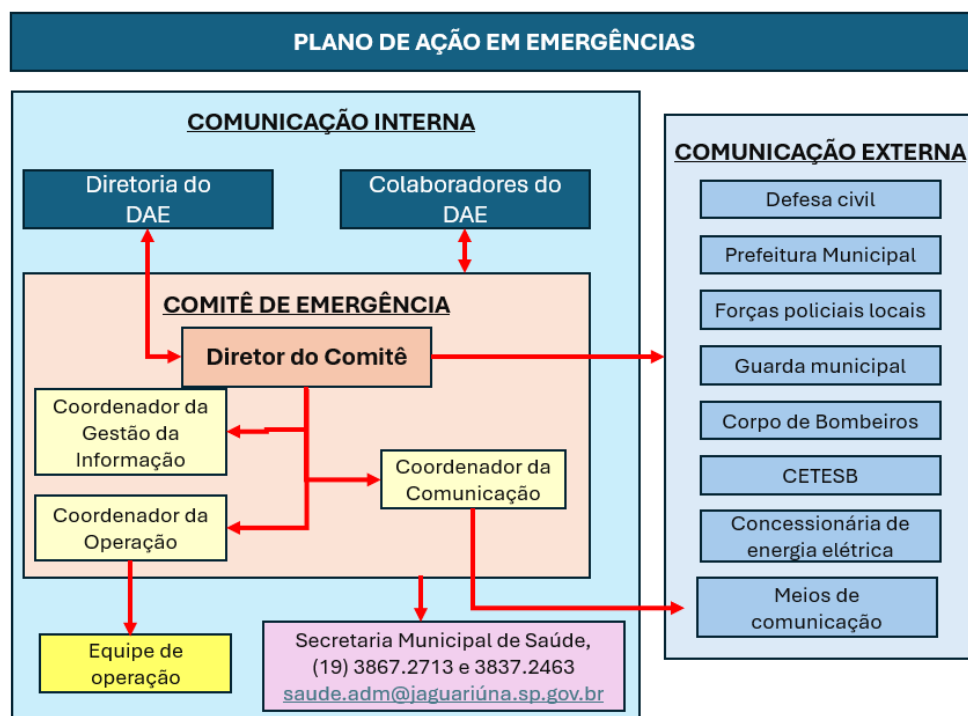 PLANO DE AÇÃO EM EMERGÊNCIAS
COMUNICAÇÃO INTERNA
Diretoria do
DAE
Colaboradores do
DAE
COMITÊ DE EMERGÊNCIA
Diretor do Comitê
Coordenador da
Gestão da
Informação
Coordenador da
Comunicação
Coordenador da
Operação
Equipe de
operação
Secretaria Municipal de Saúde,
(19) 3867.2713 e 3837.2463
saude.adm@jaguariúna.sp.gov.br
COMUNICAÇÃO EXTERNA
Defesa civil
Prefeitura Municipal
Forças policiais locais
Guarda municipal
Corpo de Bombeiros
CETESB
Concessionária de
energia elétrica
Meios de
comunicação